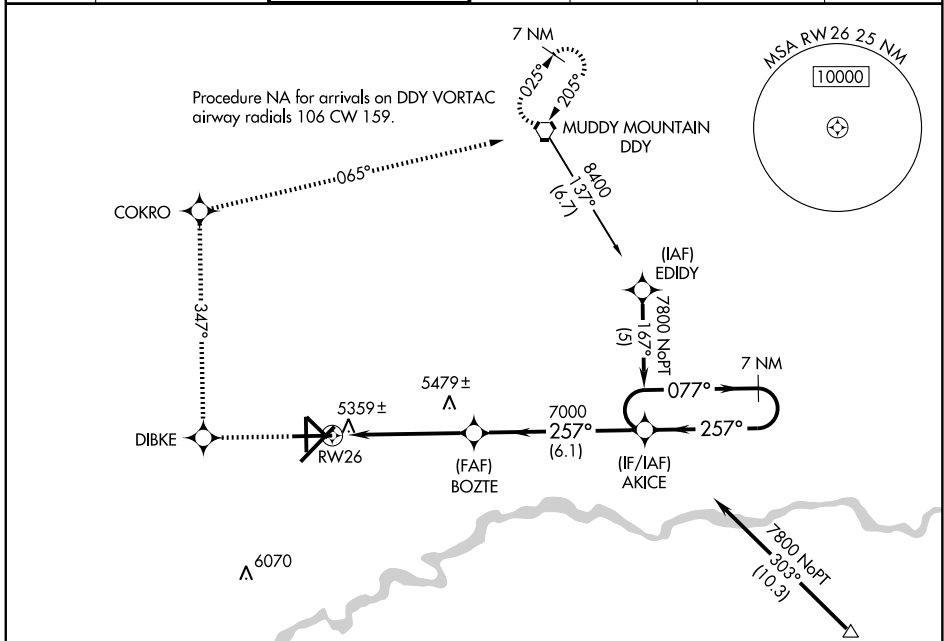 7 NM
MSA RW26 25 NM
10000
025°
205°
Procedure NA for arrivals on DDY VORTAC
airway radials 106 CW 159.
MUDDY MOUNTAIN
DDY
065°
8400
137°
(6.7)
COKRO
(IAF)
EDIDY
347°
7800 NoPT
167°
(5)
7 NM
077°
5479±
5359±
7000
257°
(6.1)
257°
DIBKE
RW26
(FAF)
BOZTE
(IF/IAF)
AKICE
6070
7800 NoPT
303°
(10.3)